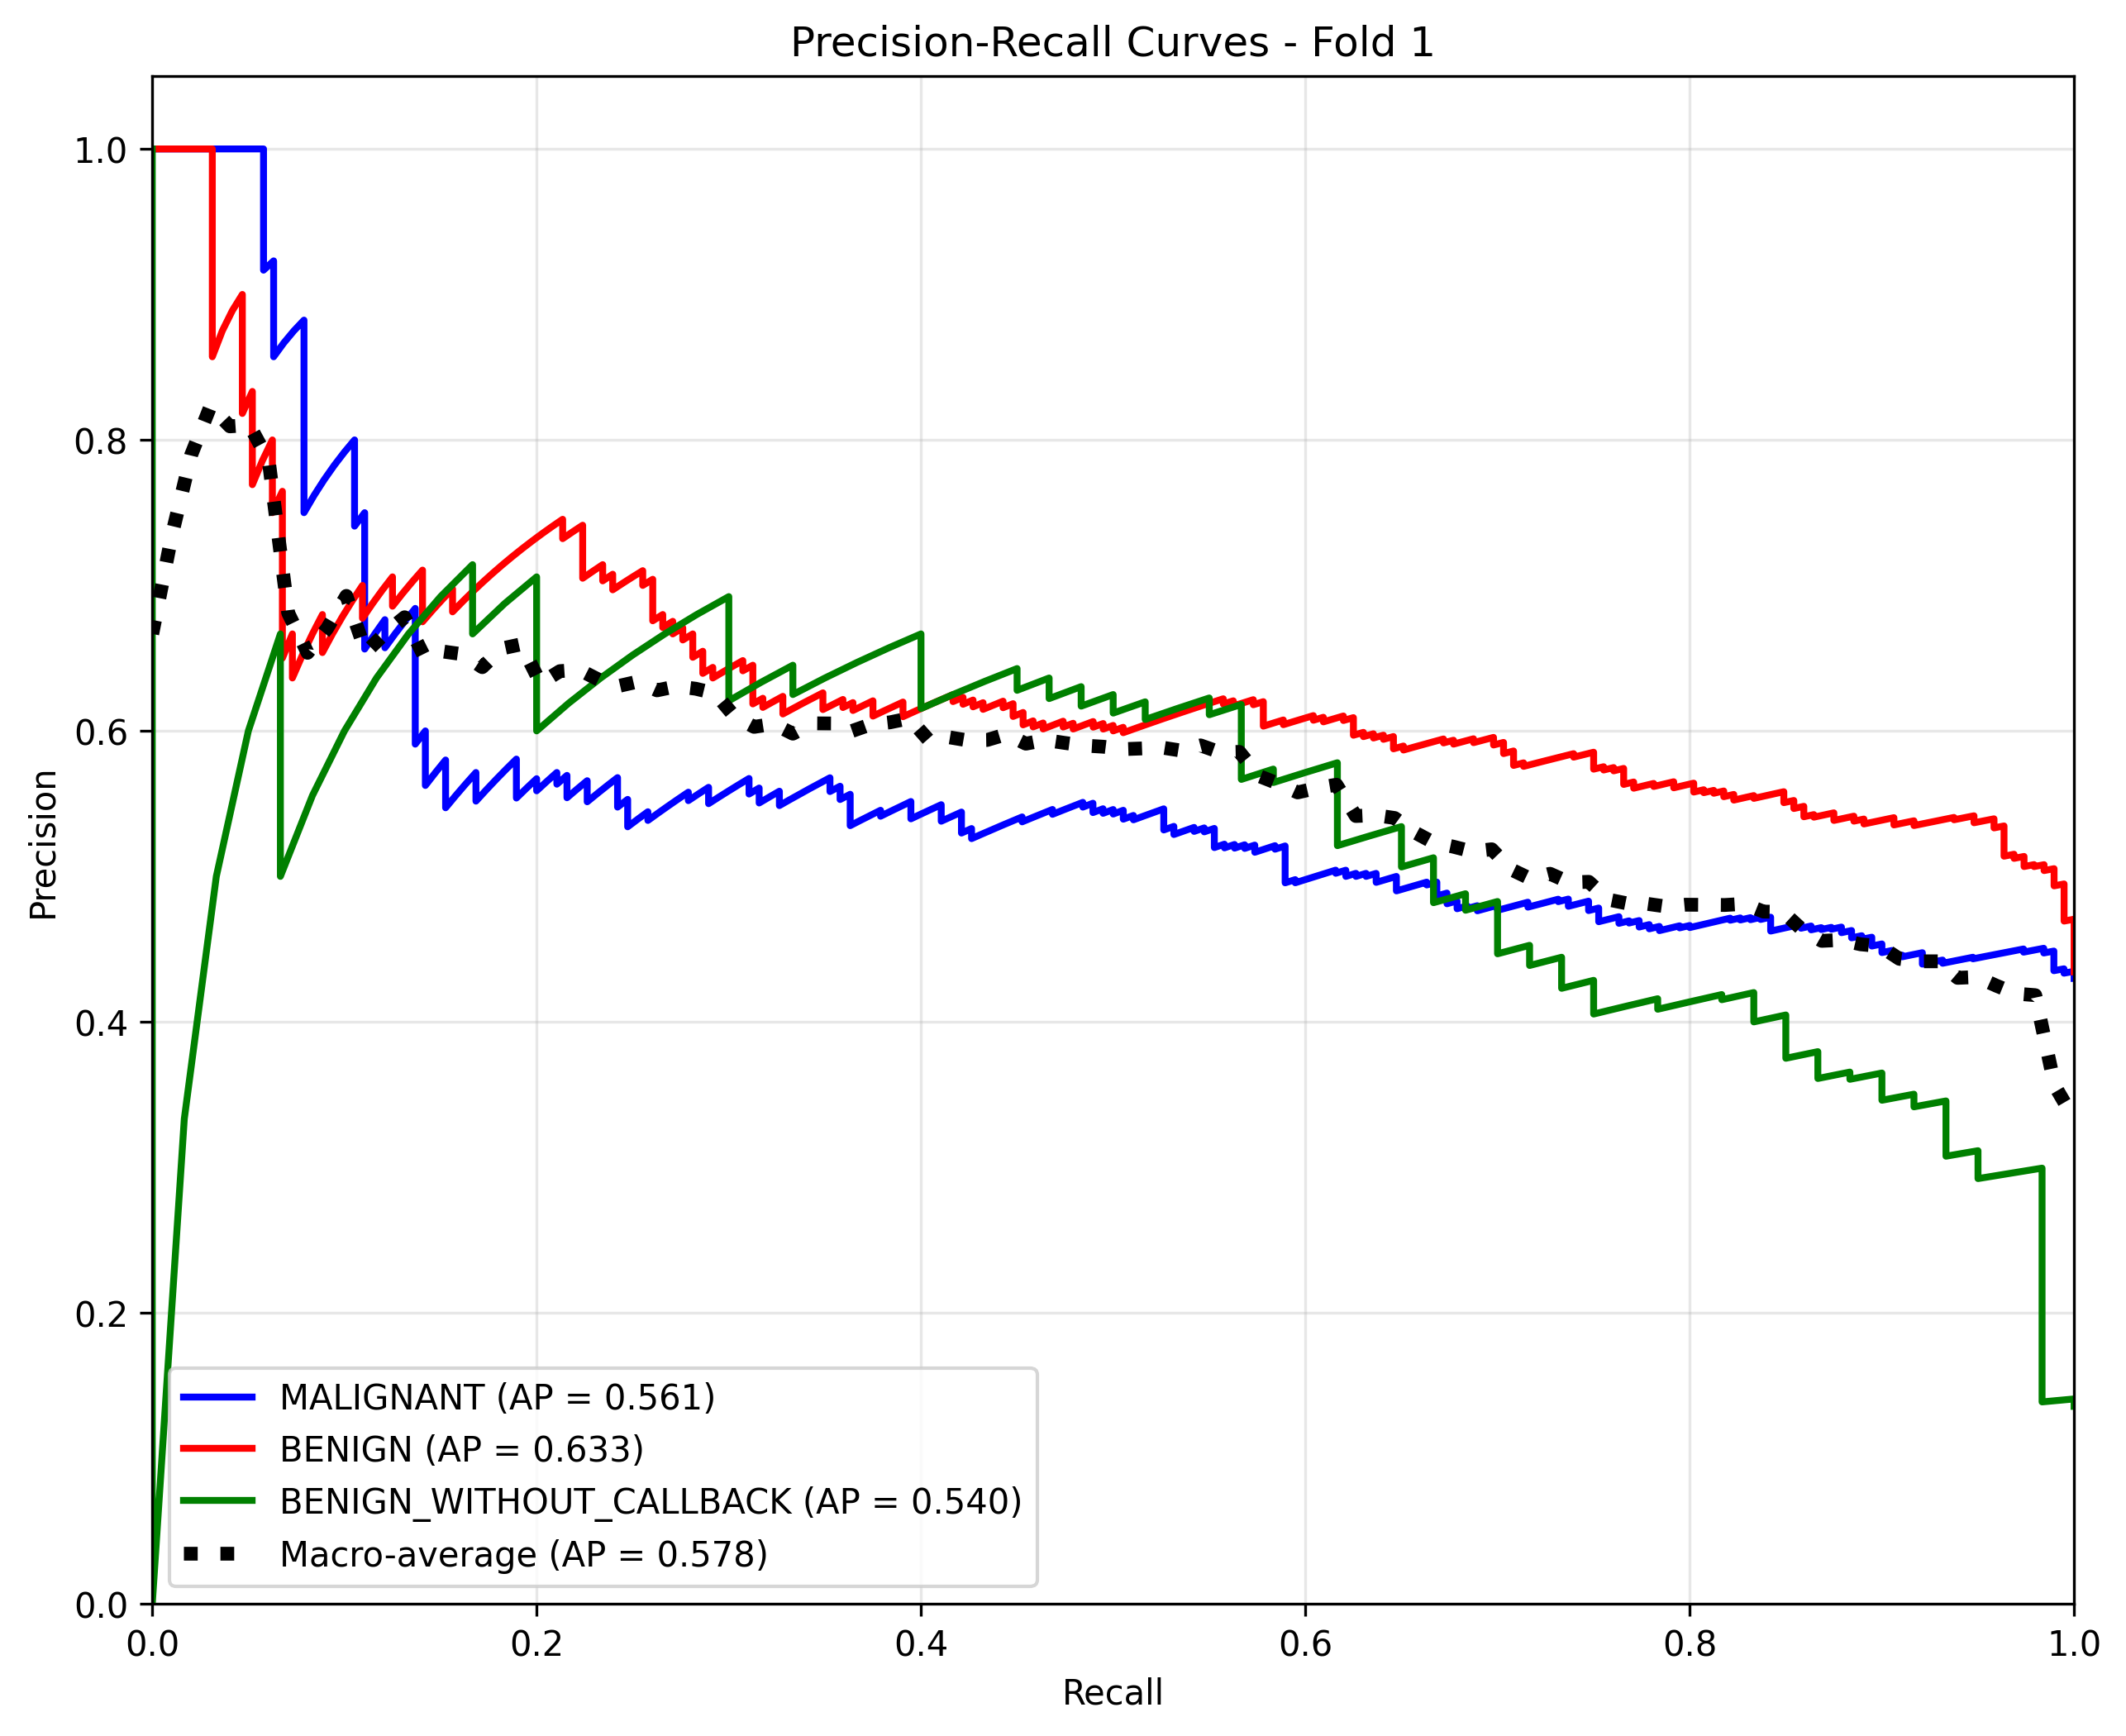 Precision-Recall Curves - Fold 1
Precision
1.0
0.8
0.6
0.4
0.2
0.0
MALIGNANT (AP = 0.561)
BENIGN (AP = 0.633)
BENIGN_WITHOUT_CALLBACK (AP = 0.540)
Macro-average (AP = 0.578)
0.0 0.2 0.4 0.6 0.8 1.0
Recall